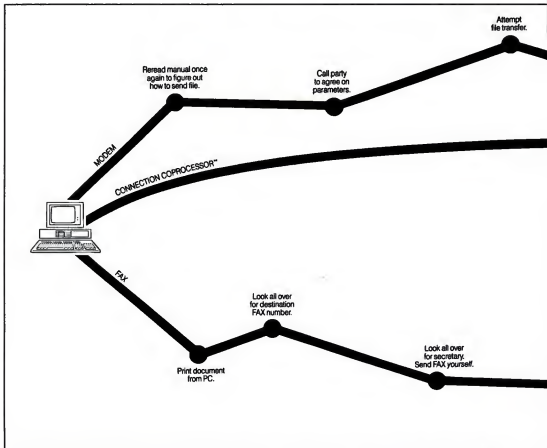 Attempt
file transfer.
Reread manual once
again to figure out
how to send file.
Call party
to agree on
parameters.
MODEM
CONNECTION COPROCESSOR™
FAX
Look all over
for destination
FAX number.
Print document
from PC.
Look all over
for secretary.
Send FAX yourself.